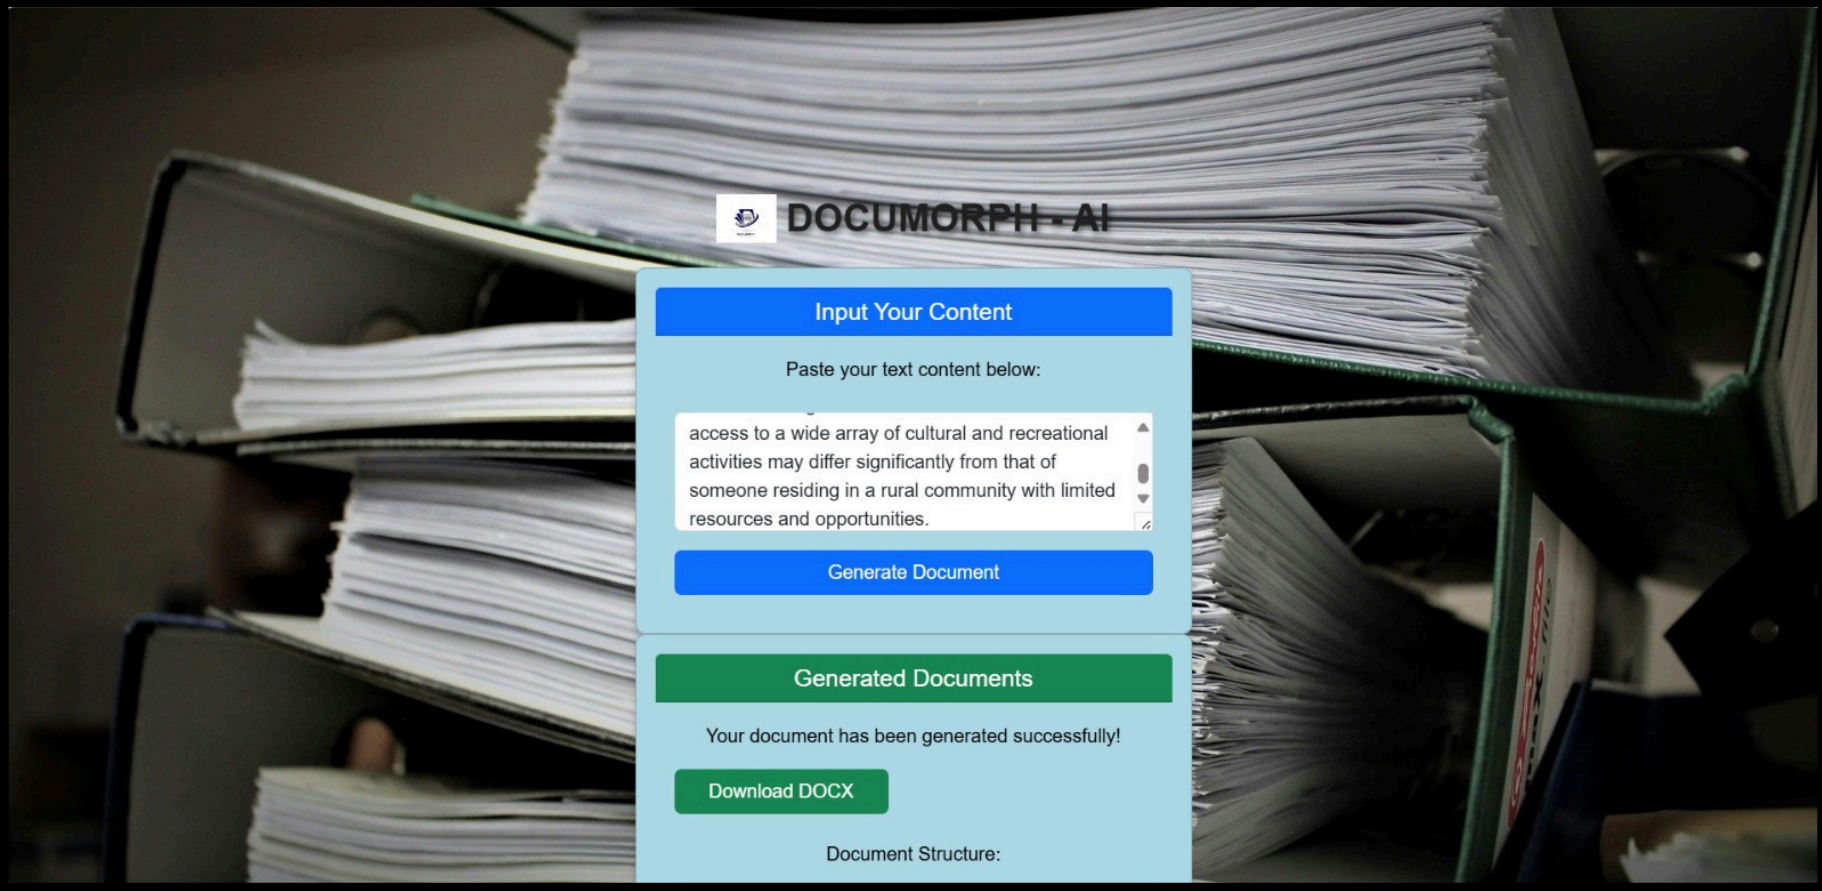 DOCUMORPH - AI
Input Your Content
Paste your text content below:
access to a wide array of cultural and recreational
activities may differ significantly from that of
someone residing in a rural community with limited
resources and opportunities.
Generate Document
Generated Documents
Your document has been generated successfully!
Download DOCX
Document Structure: